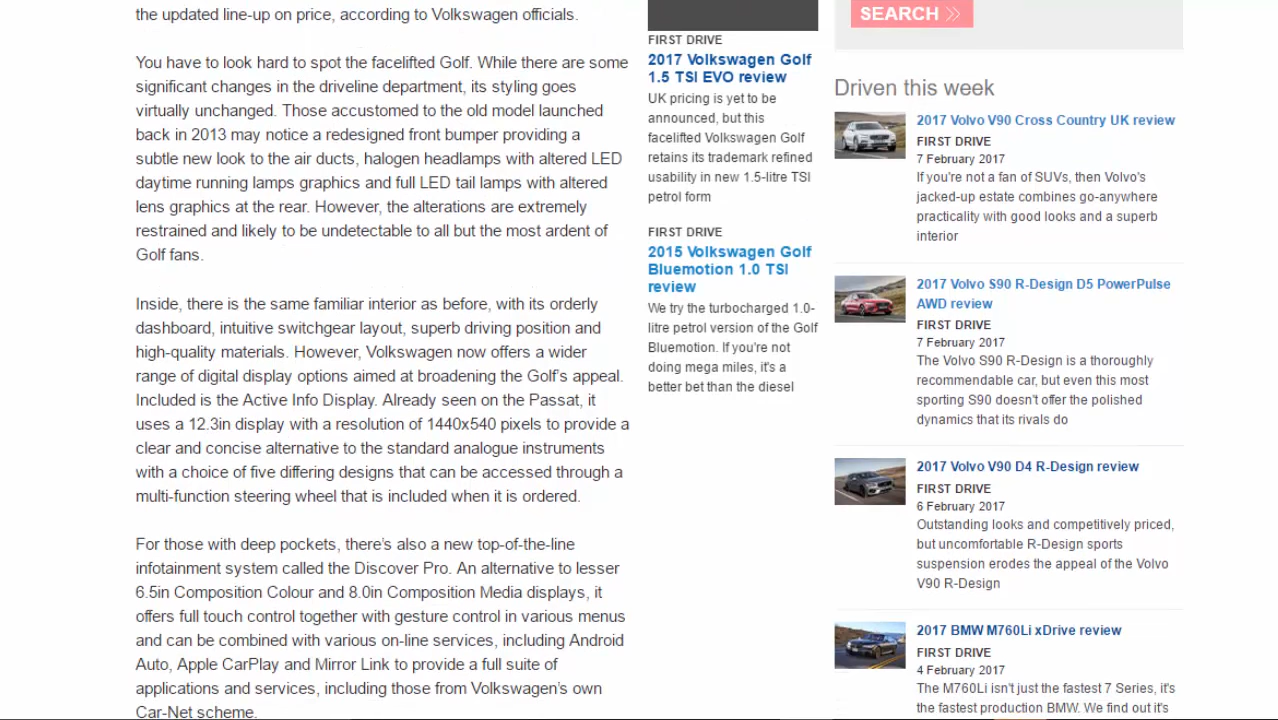 the updated line-up on price, according to Volkswagen officials.
You have to look hard to spot the facelifted Golf. While there are some
significant changes in the driveline department, its styling goes
virtually unchanged. Those accustomed to the old model launched
back in 2013 may notice a redesigned front bumper providing a
subtle new look to the air ducts, halogen headlamps with altered LED
daytime running lamps graphics and full LED tail lamps with altered
lens graphics at the rear. However, the alterations are extremely
restrained and likely to be undetectable to all but the most ardent of
Golf fans.
Inside, there is the same familiar interior as before, with its orderly
dashboard, intuitive switchgear layout, superb driving position and
high-quality materials. However, Volkswagen now offers a wider
range of digital display options aimed at broadening the Golf's appeal.
Included is the Active Info Display. Already seen on the Passat, it
uses a 12.3in display with a resolution of 1440x540 pixels to provide a
clear and concise alternative to the standard analogue instruments
with a choice of five differing designs that can be accessed through a
multi-function steering wheel that is included when it is ordered.
For those with deep pockets, there's also a new top-of-the-line
infotainment system called the Discover Pro. An alternative to lesser
6.5in Composition Colour and 8.0in Composition Media displays, it
offers full touch control together with gesture control in various menus
and can be combined with various on-line services, including Android
Auto, Apple CarPlay and Mirror Link to provide a full suite of
applications and services, including those from Volkswagen's own
Car-Net scheme.
FIRST DRIVE
2017 Volkswagen Golf
1.5 TSI EVO review
UK pricing is yet to be
announced, but this
facelifted Volkswagen Golf
retains its trademark refined
usability in new 1.5-litre TSI
petrol form
FIRST DRIVE
2015 Volkswagen Golf
Bluemotion 1.0 TSI
review
We try the turbocharged 1.0-
litre petrol version of the Golf
Bluemotion. If you're not
doing mega miles, it's a
better bet than the diesel
SEARCH
Driven this week
2017 Volvo V90 Cross Country UK review
FIRST DRIVE
7 February 2017
If you're not a fan of SUVs, then Volvo's
jacked-up estate combines go-anywhere
practicality with good looks and a superb
interior
2017 Volvo S90 R-Design D5 PowerPulse
AWD review
FIRST DRIVE
7 February 2017
The Volvo S90 R-Design is a thoroughly
recommendable car, but even this most
sporting S90 doesn't offer the polished
dynamics that its rivals do
2017 Volvo V90 D4 R-Design review
FIRST DRIVE
6 February 2017
Outstanding looks and competitively priced,
but uncomfortable R-Design sports
suspension erodes the appeal of the Volvo
V90 R-Design
2017 BMW M760Li xDrive review
FIRST DRIVE
4 February 2017
The M760Li isn't just the fastest 7 Series, it's
the fastest production BMW. We find out it's